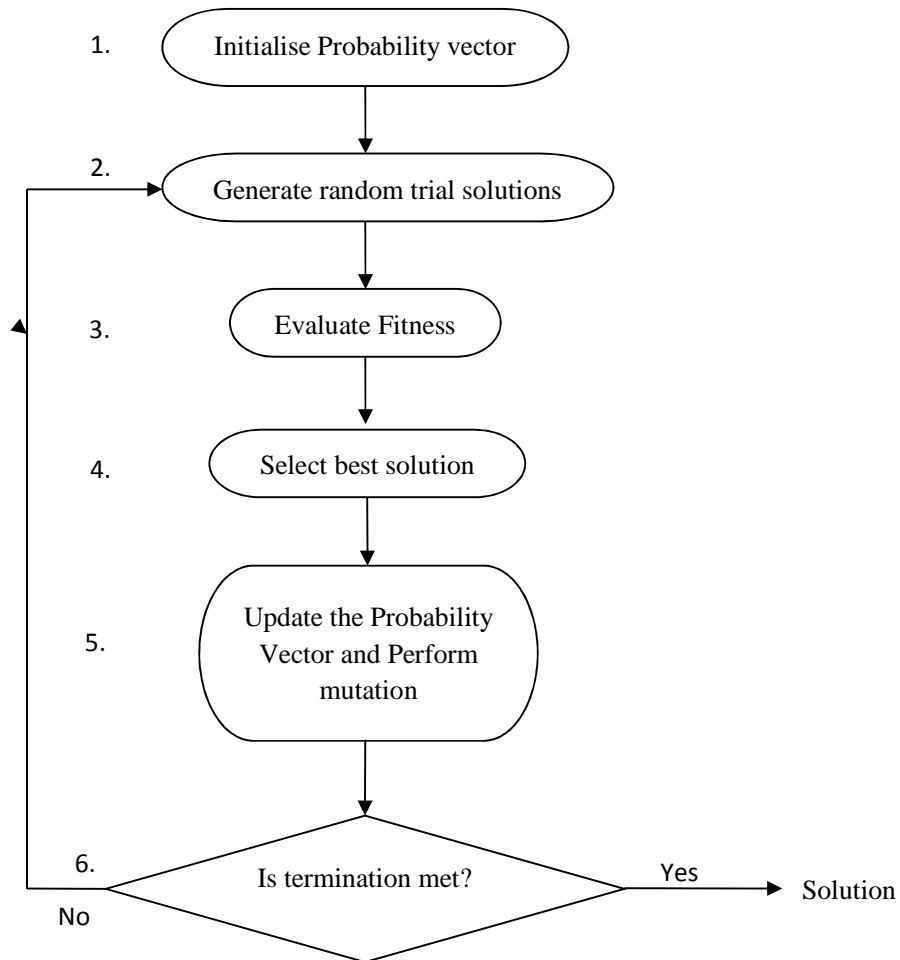 1.
Initialise Probability vector
2.
Generate random trial solutions
3.
Evaluate Fitness
4.
Select best solution
5.
Update the Probability
Vector and Perform
mutation
6.
Is termination met?
Yes
Solution
No